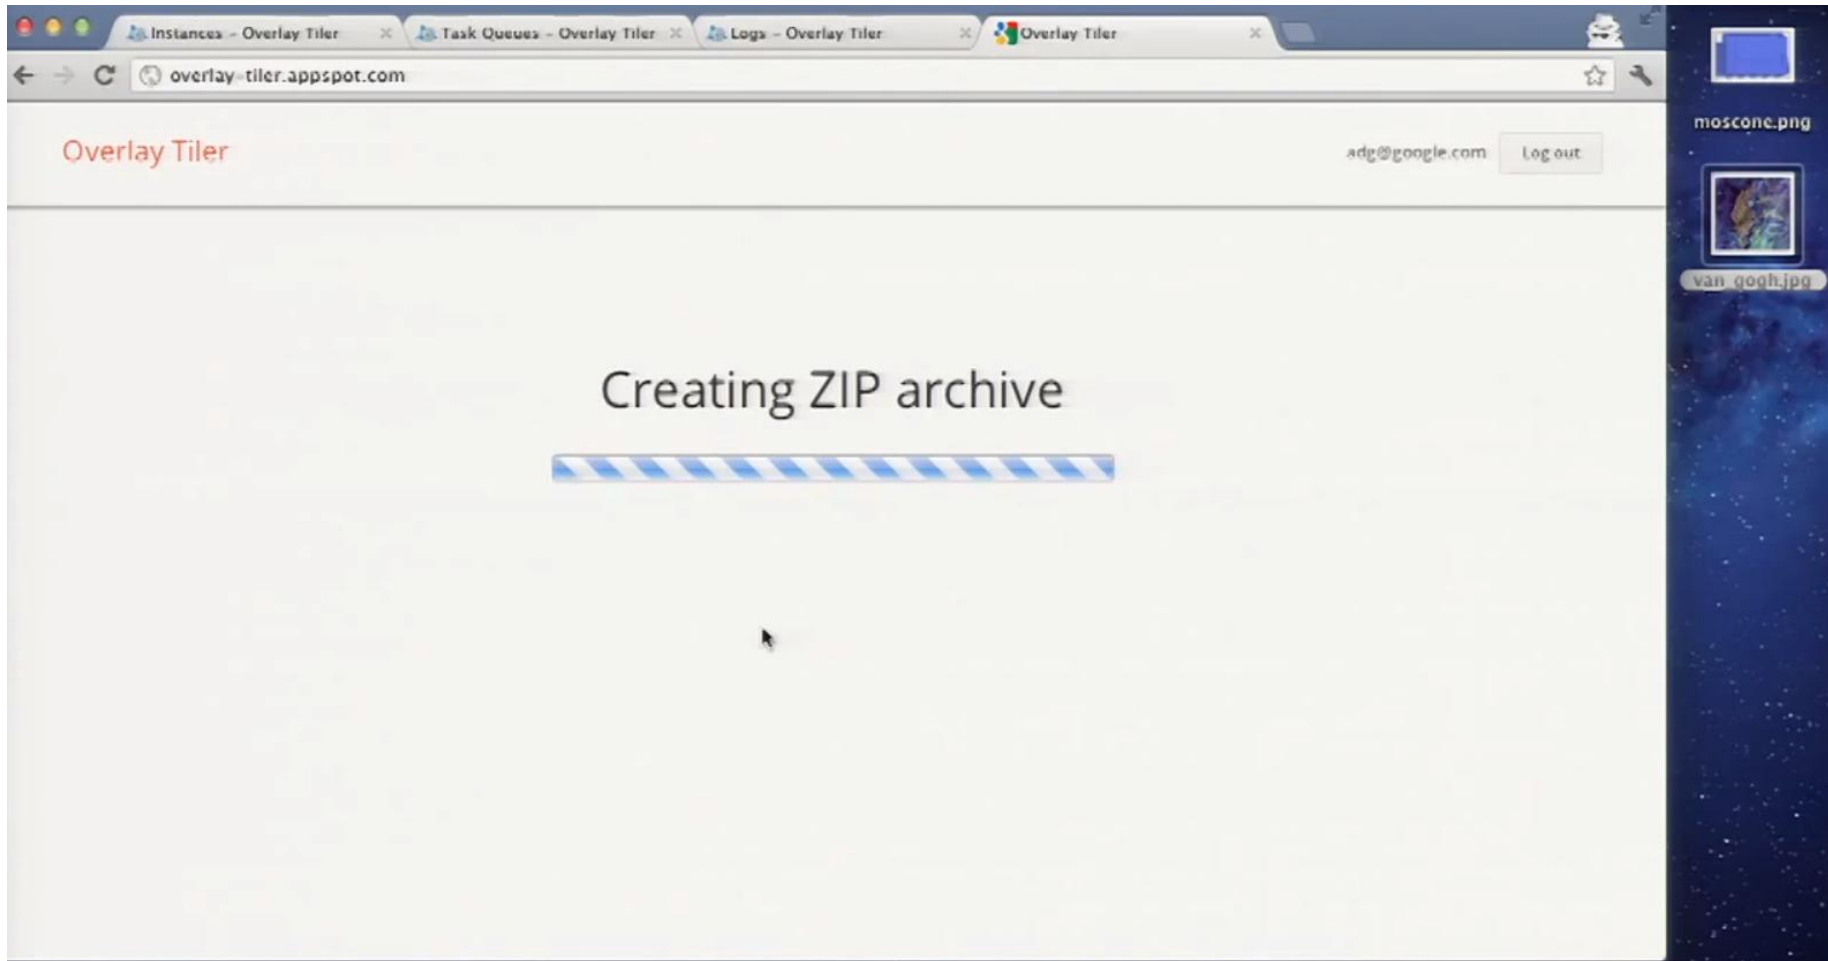 Instances - Overlay Tiler
Task Queues - Overlay Tiler
Logs - Overlay Tiler
Overlay Tiler
overlay-tiler.appspot.com
Overlay Tiler
adg@google.com
Log out
moscone.png
van_gogh.jpg
Creating ZIP archive